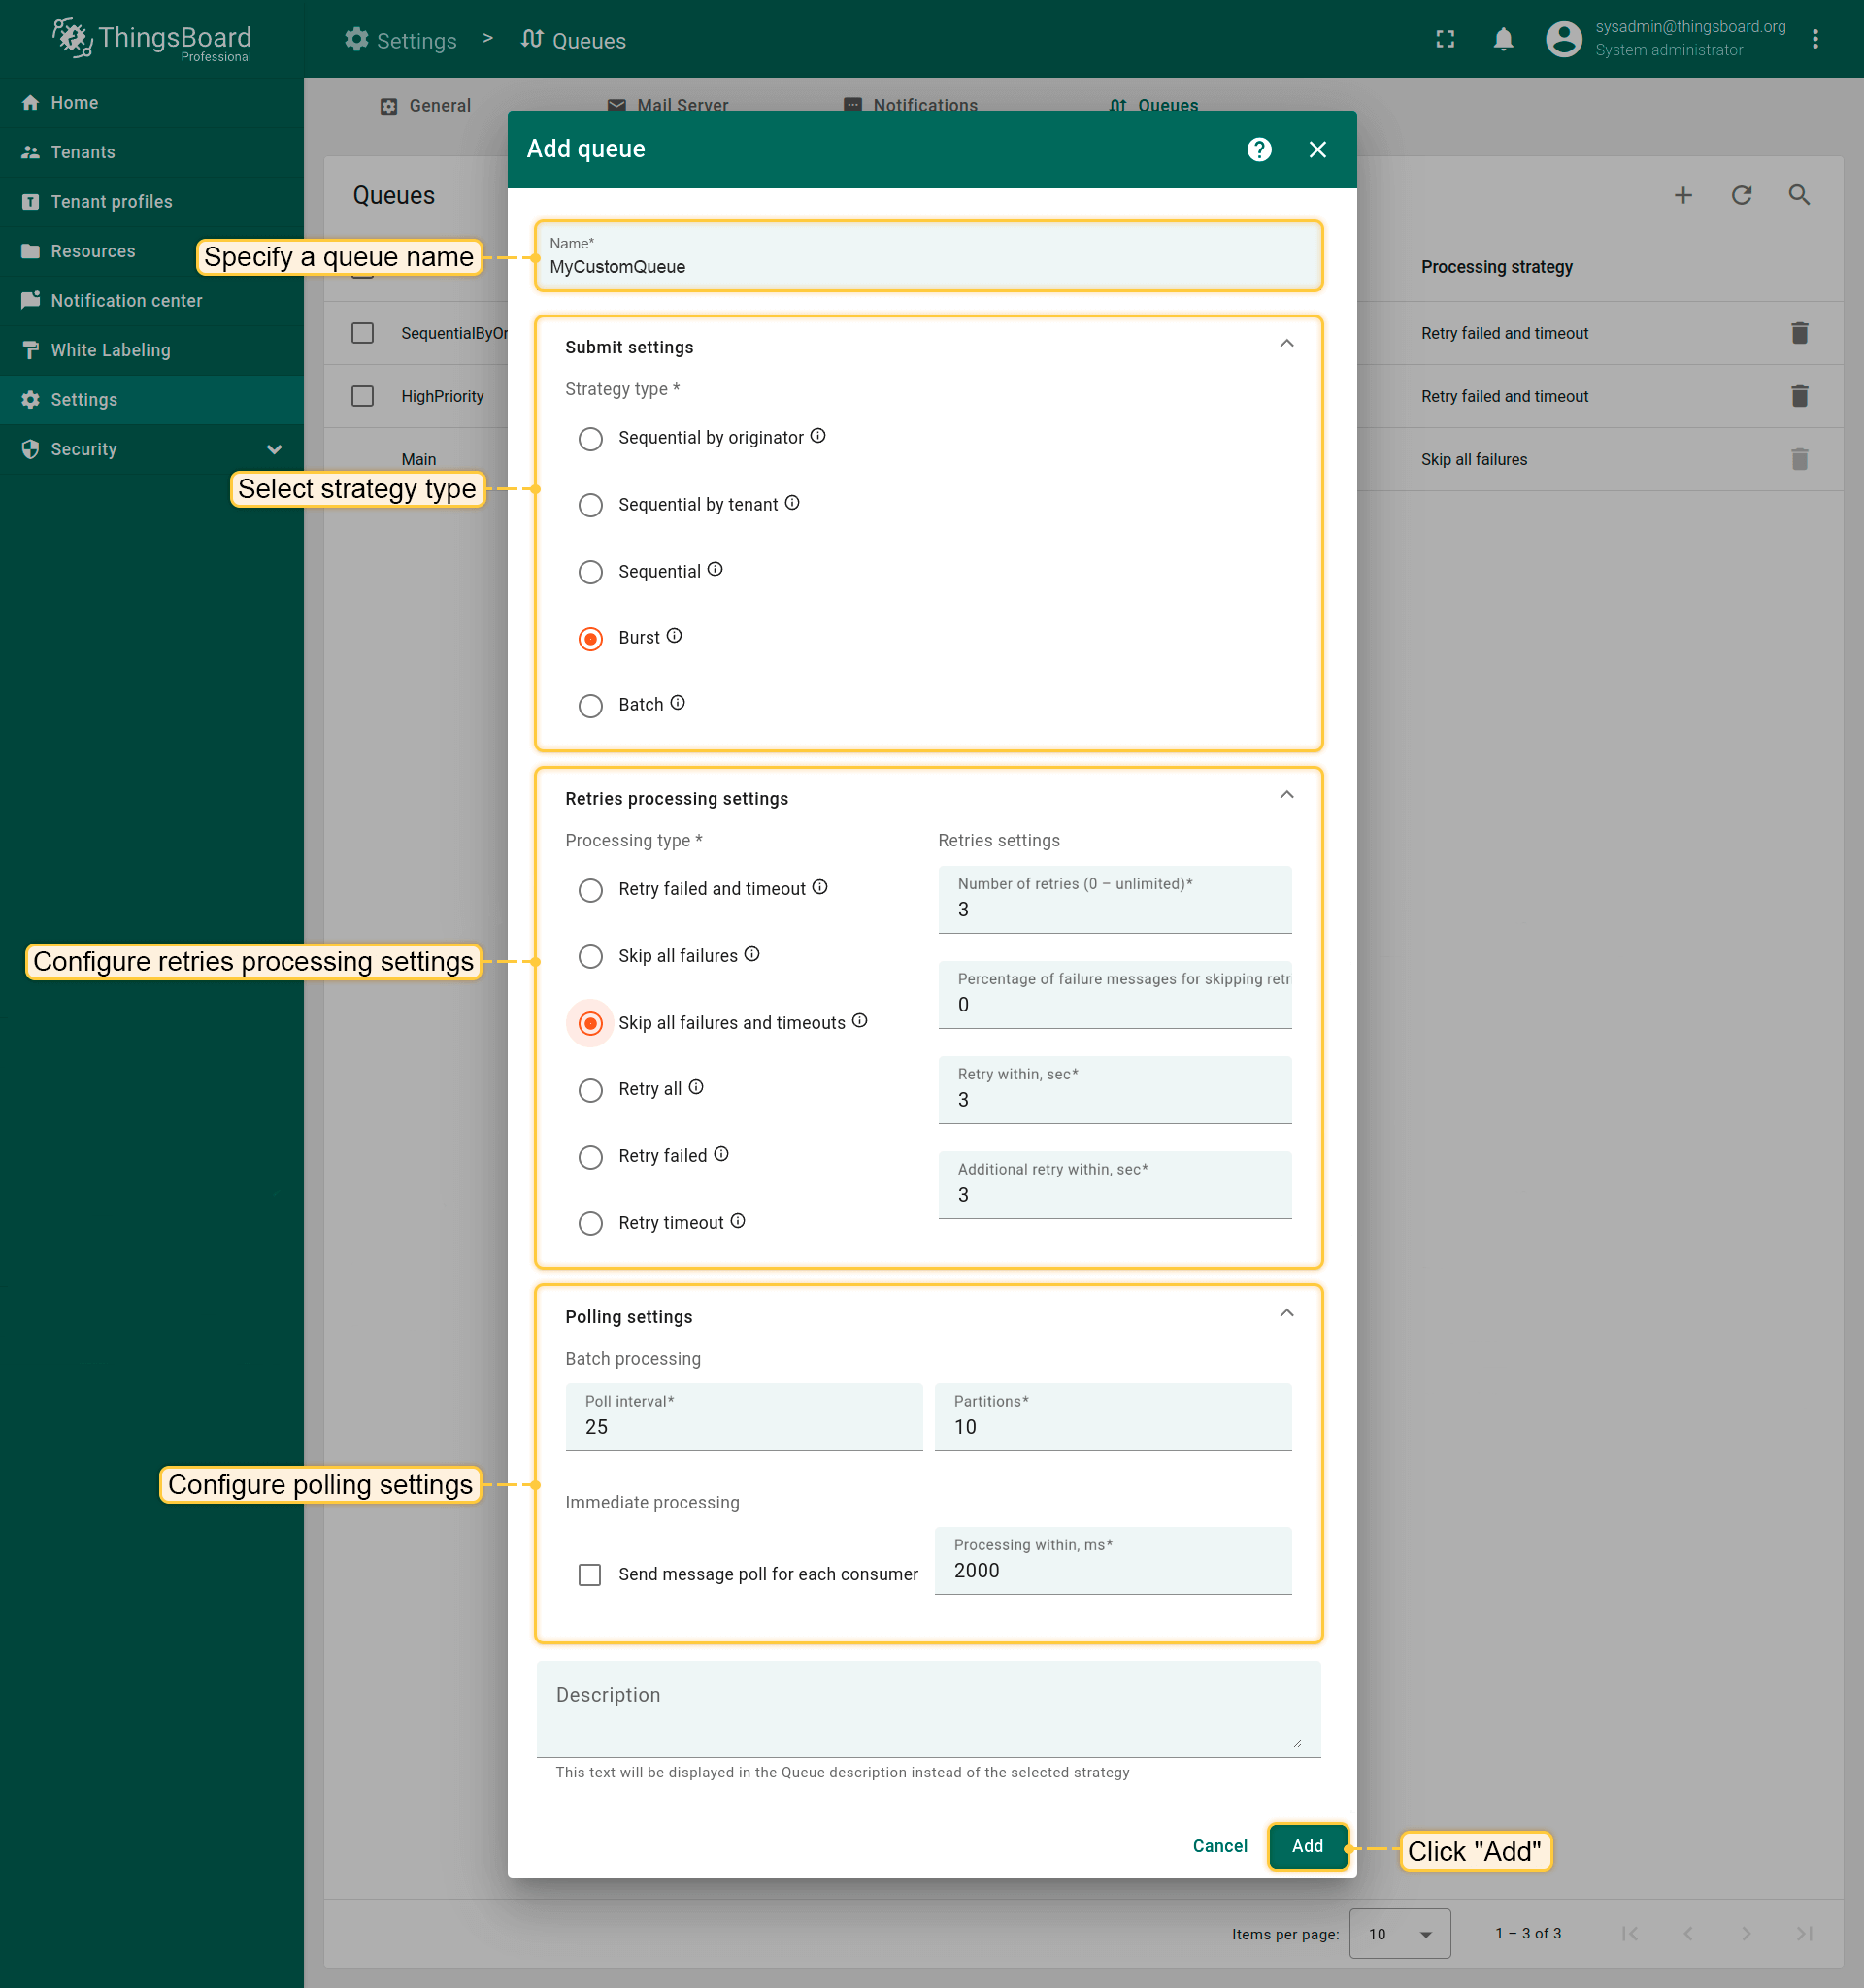 ThingsBoard
Professional
Settings > Queues
sysadmin@thingsboard.org
System administrator
Home
Tenants
Tenant profiles
Resources
Notification center
White Labeling
Settings
Security
General
Mail Server
Notifications
Queues
Queues
Processing strategy
SequentialByOr
Retry failed and timeout
HighPriority
Retry failed and timeout
Main
Skip all failures
Add queue
Specify a queue name
Name*
MyCustomQueue
Submit settings
Strategy type *
Sequential by originator
Select strategy type
Sequential by tenant
Sequential
Burst
Batch
Retries processing settings
Processing type *
Retry failed and timeout
Skip all failures
Configure retries processing settings
Skip all failures and timeouts
Retry all
Retry failed
Retry timeout
Retries settings
Number of retries (0 – unlimited)*
3
Percentage of failure messages for skipping retr
0
Retry within, sec*
3
Additional retry within, sec*
3
Polling settings
Batch processing
Poll interval*
25
Partitions*
10
Configure polling settings
Immediate processing
Send message poll for each consumer
Processing within, ms*
2000
Description
This text will be displayed in the Queue description instead of the selected strategy
Cancel
Add
Click "Add"
Items per page:
10
1 – 3 of 3